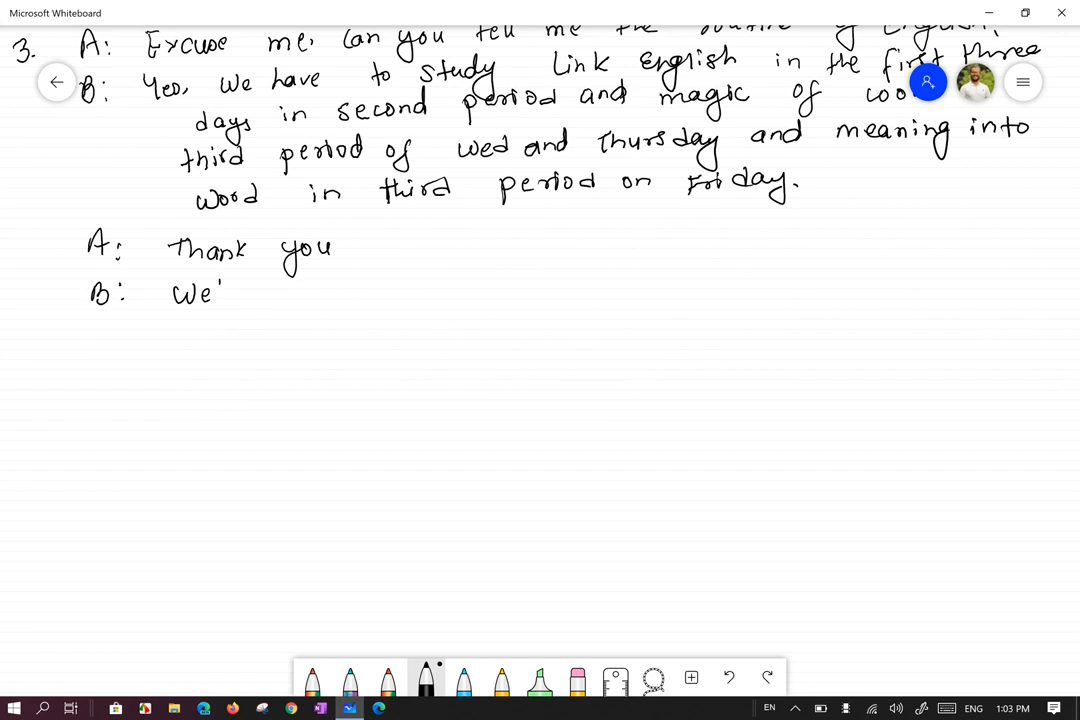 Microsoft Whiteboard
3. A: Excuse me, Can you tell me the routine of English,
B: Yes, we have to study Link English in the first three
days in second period and magic of
third period of wed and Thursday and meaning into
word in third period on Friday.
A: Thank you
B: We'
EN
ENG
1:03 PM